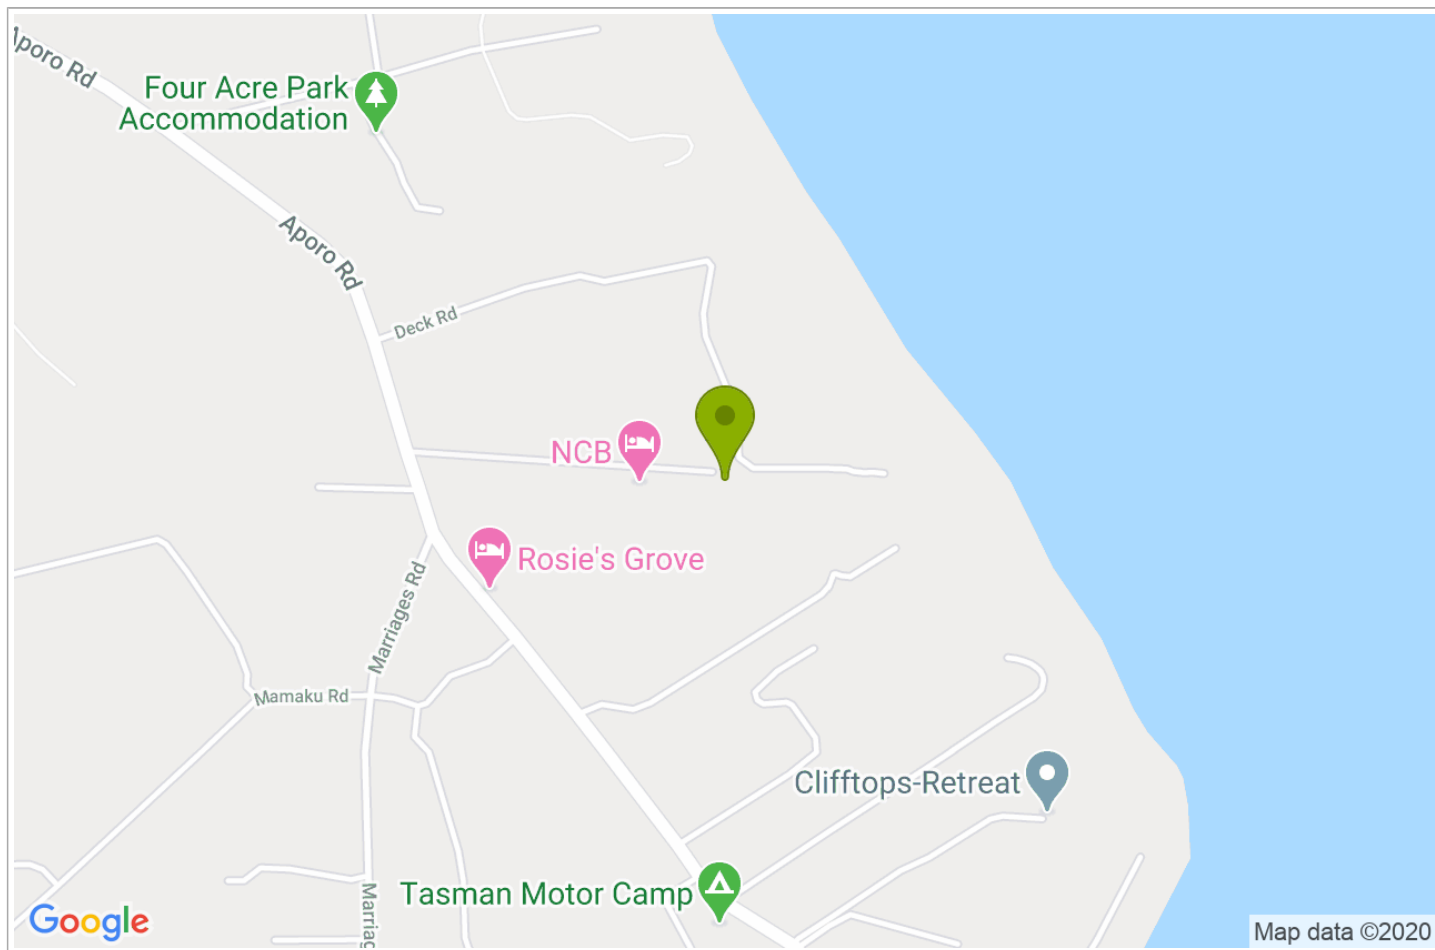 Aporo Rd
Four Acre Park
Accommodation
Aporo Rd
Deck Rd
NCB
Rosie's Grove
Marriages Rd
Mamaku Rd
Clifftops-Retreat
Tasman Motor Camp
Marriag
Google
Map data ©2020